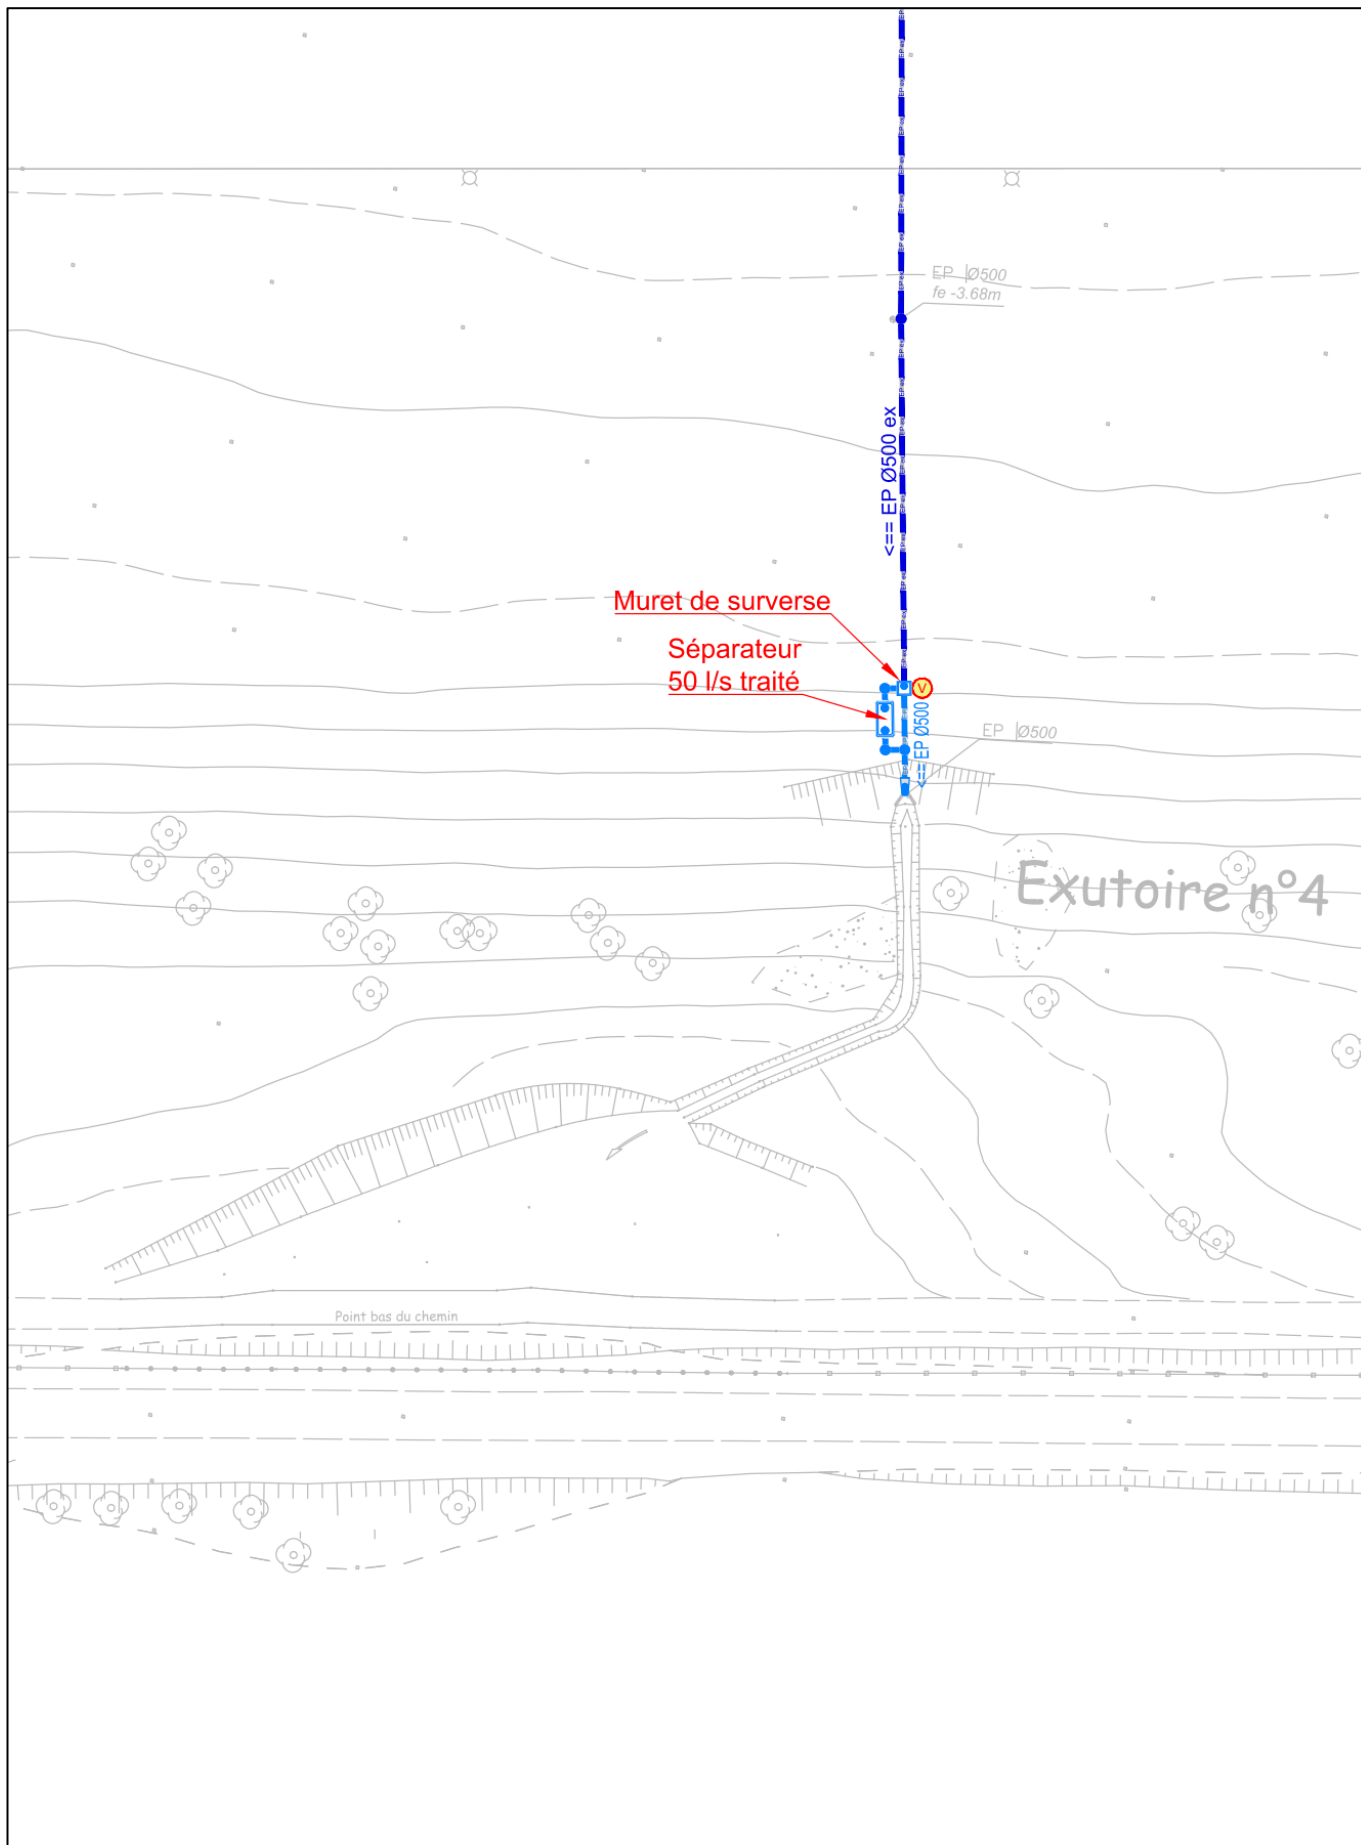 EP Ø500
fe -3.68m
<=== EP Ø500 ex
Muret de surverse
Séparateur
50 l/s traité
V
<== EP Ø500
EP Ø500
Exutoire n°4
Point bas du chemin